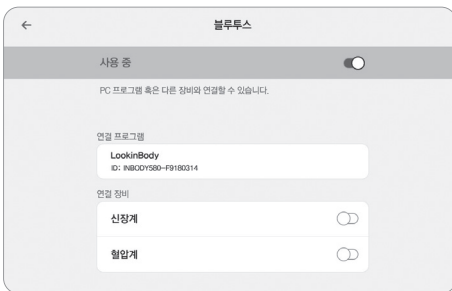 블루투스
사용 중
PC 프로그램 혹은 다른 장비와 연결할 수 있습니다.
연결 프로그램
LookinBody
ID: INBODY580-F9180314
연결 장비
신장계
혈압계